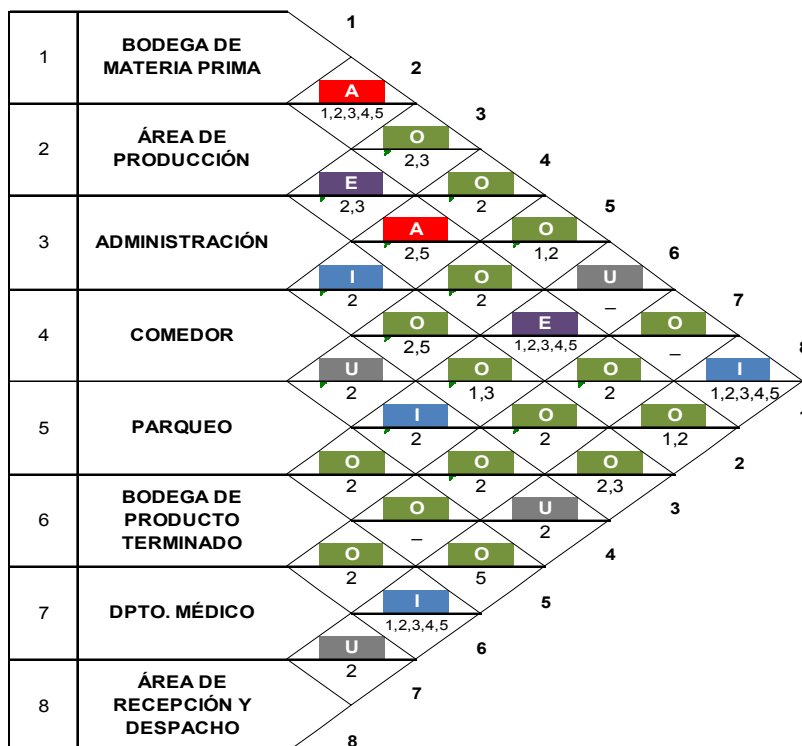 1
BODEGA DE
1
MATERIA PRIMA
2
A
1,2,3,4,5
3
ÁREA DE
O
2
PRODUCCIÓN
2,3
4
E
O
2,3
2
5
A
O
3
ADMINISTRACIÓN
2,5
1,2
6
I
O
U
2
2
–
7
O
E
O
4
COMEDOR
2,5
1,2,3,4,5
–
8
U
O
O
I
2
1,3
2
1,2,3,4,5
1
I
O
O
5
PARQUEO
2
2
1,2
2
O
O
O
2
2
2,3
3
BODEGA DE
O
U
6
PRODUCTO
TERMINADO
–
2
4
O
O
2
5
5
I
7
DPTO. MÉDICO
1,2,3,4,5
6
U
2
7
ÁREA DE
8
RECEPCIÓN Y
DESPACHO
8